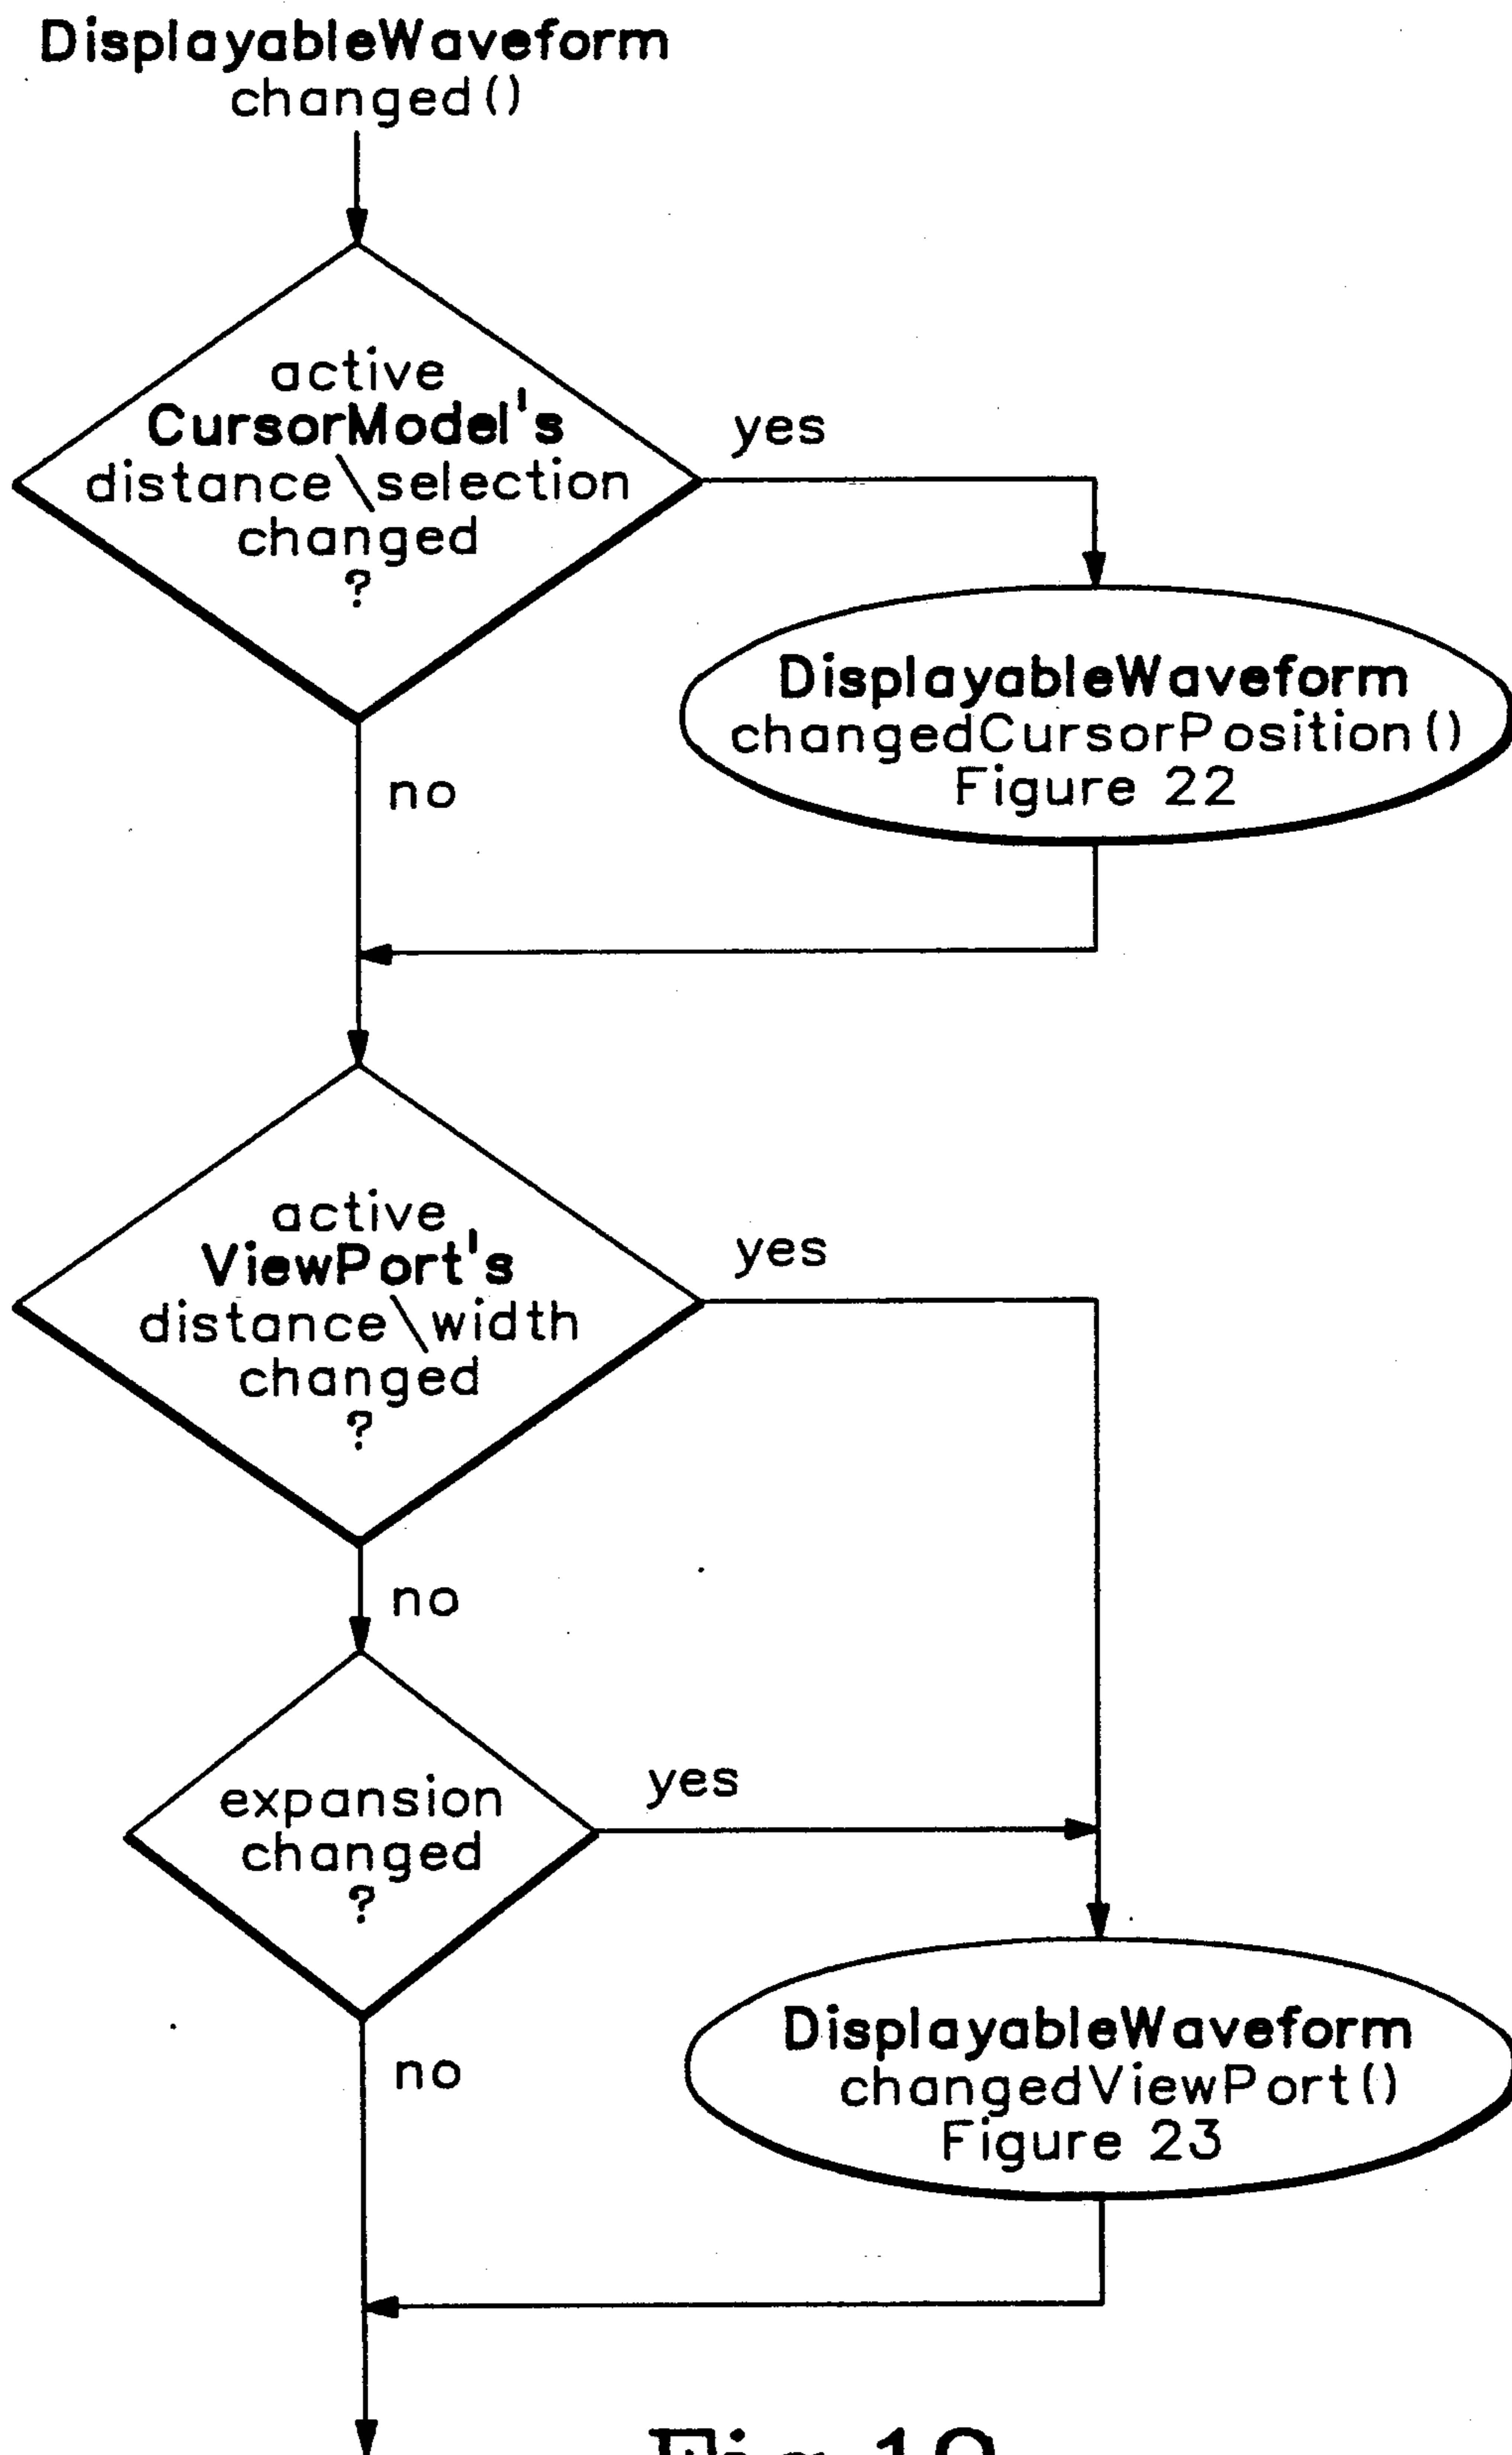 DisplayableWaveform
changed()
active
CursorModel's
distance\selection
changed
?
yes
DisplayableWaveform
changedCursorPosition()
Figure 22
no
active
ViewPort's
distance\width
changed
?
yes
no
expansion
changed
?
yes
DisplayableWaveform
changedViewPort()
Figure 23
no